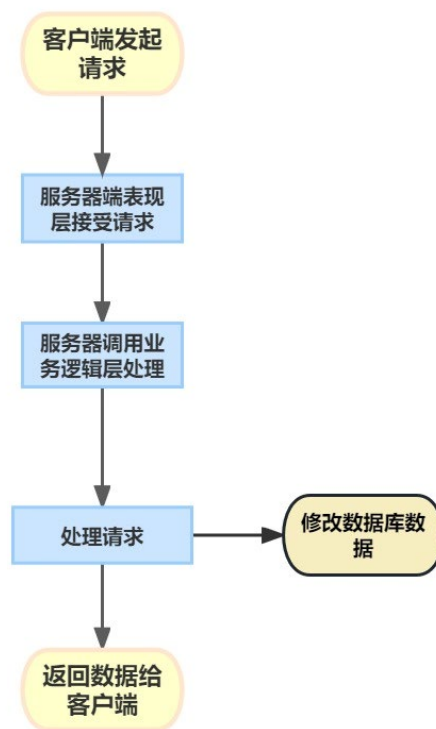 客户端发起
请求
服务器端表现
层接受请求
服务器调用业
务逻辑层处理
处理请求
修改数据库数
据
返回数据给
客户端